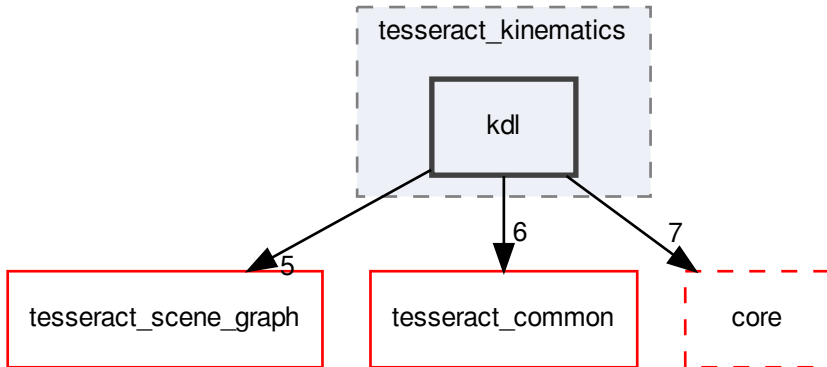 tesseract_kinematics
kdl
5
6
7
tesseract_scene_graph
tesseract_common
core